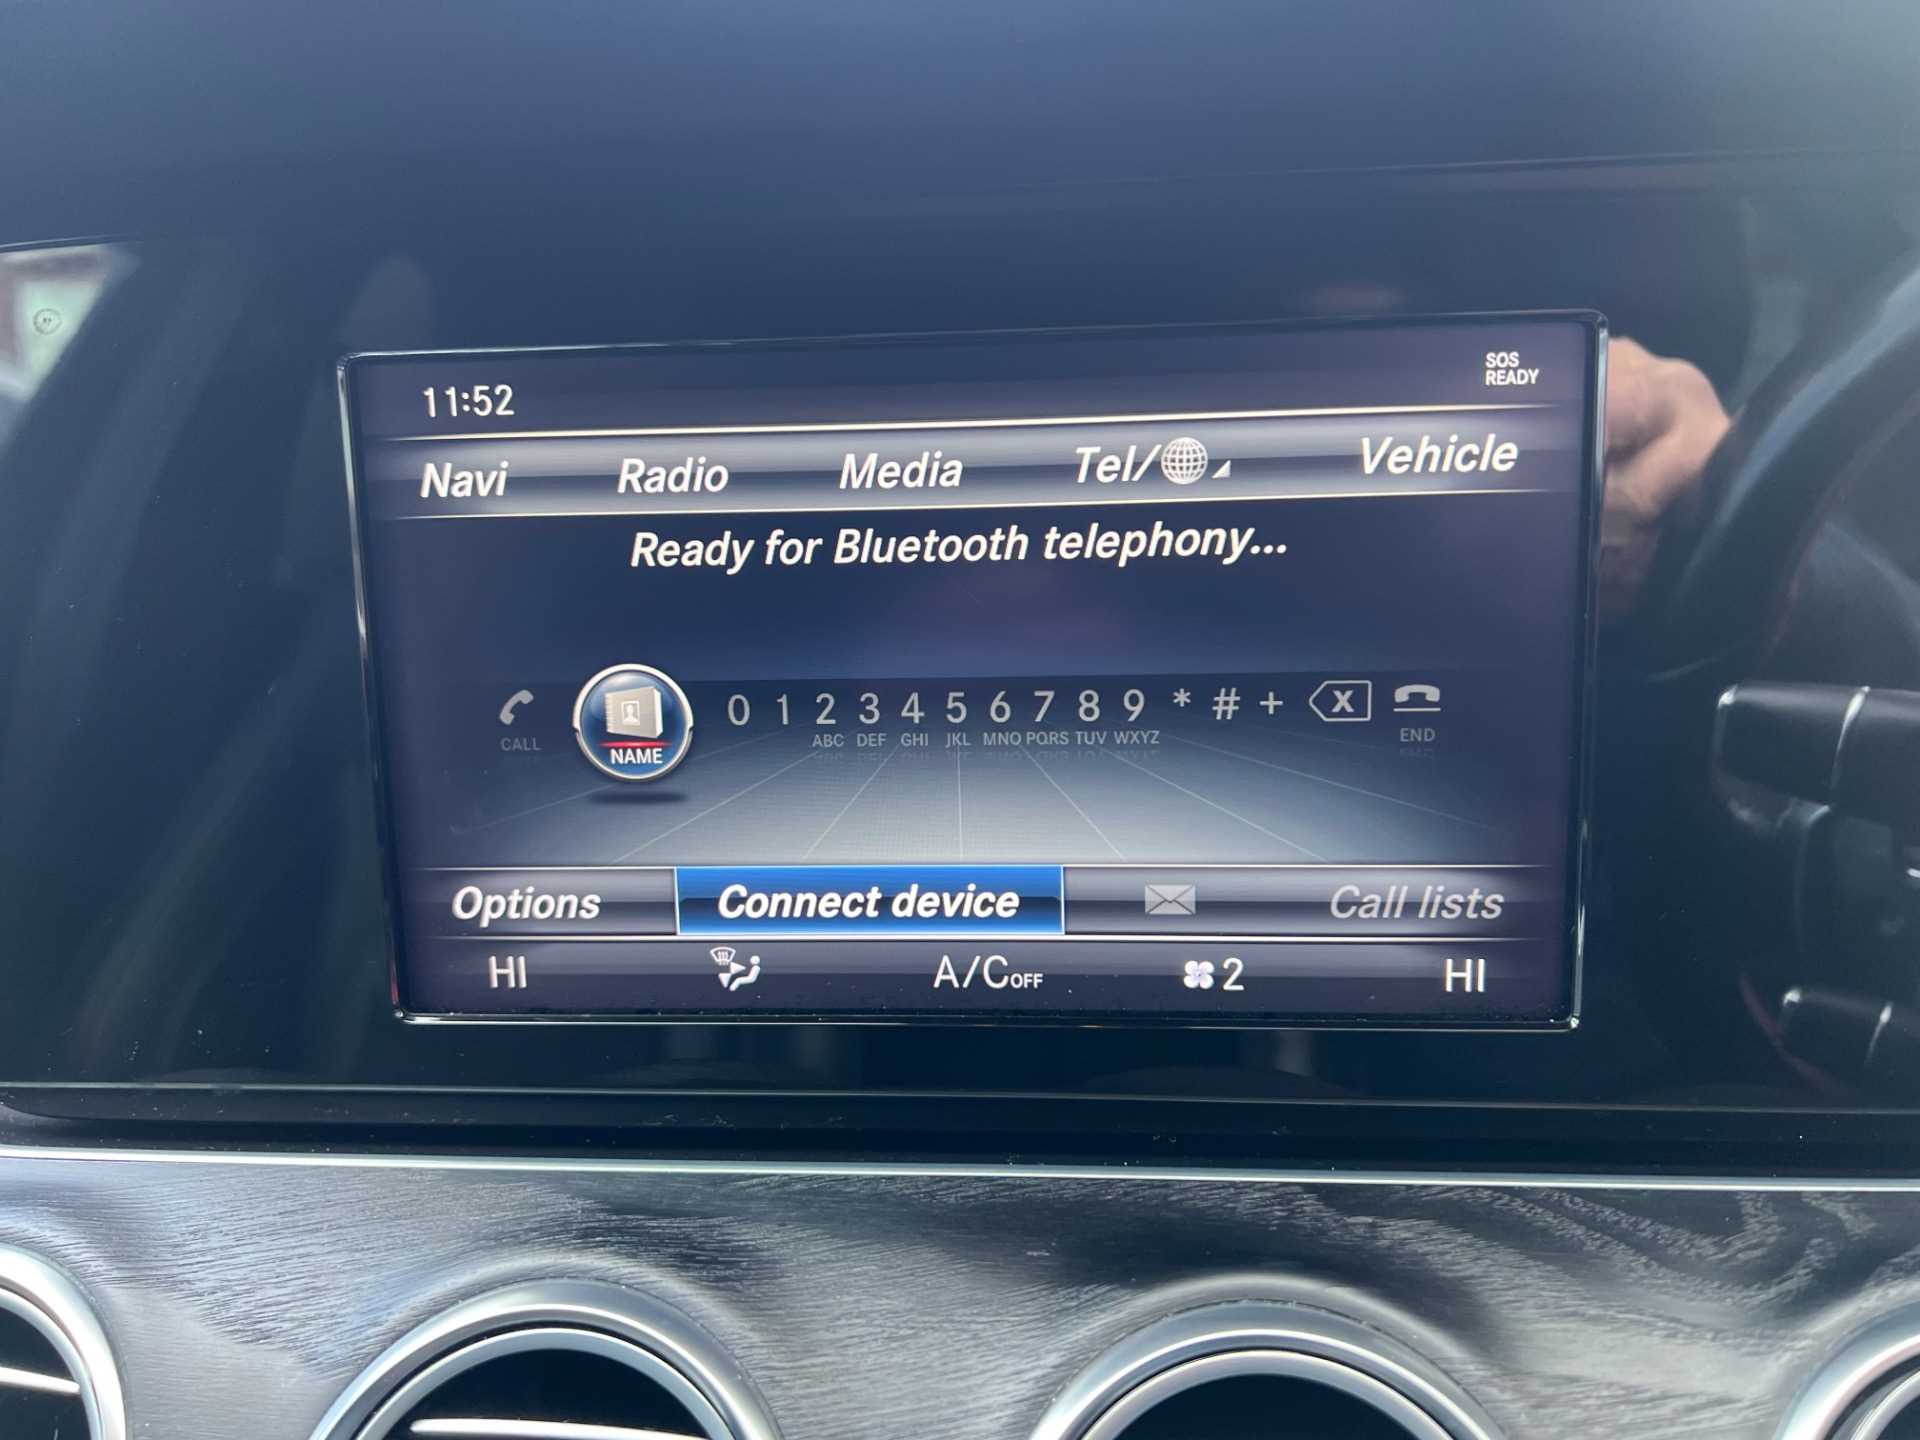 11:52
SOS
READY
Navi Radio Media Tel/ Vehicle
Ready for Bluetooth telephony...
CALL NAME 0 1 2 3 4 5 6 7 8 9 * # + X END
ABC DEF GHI JKL MNO PQRS TUV WXYZ
Options Connect device Call lists
HI A/C OFF 2 HI